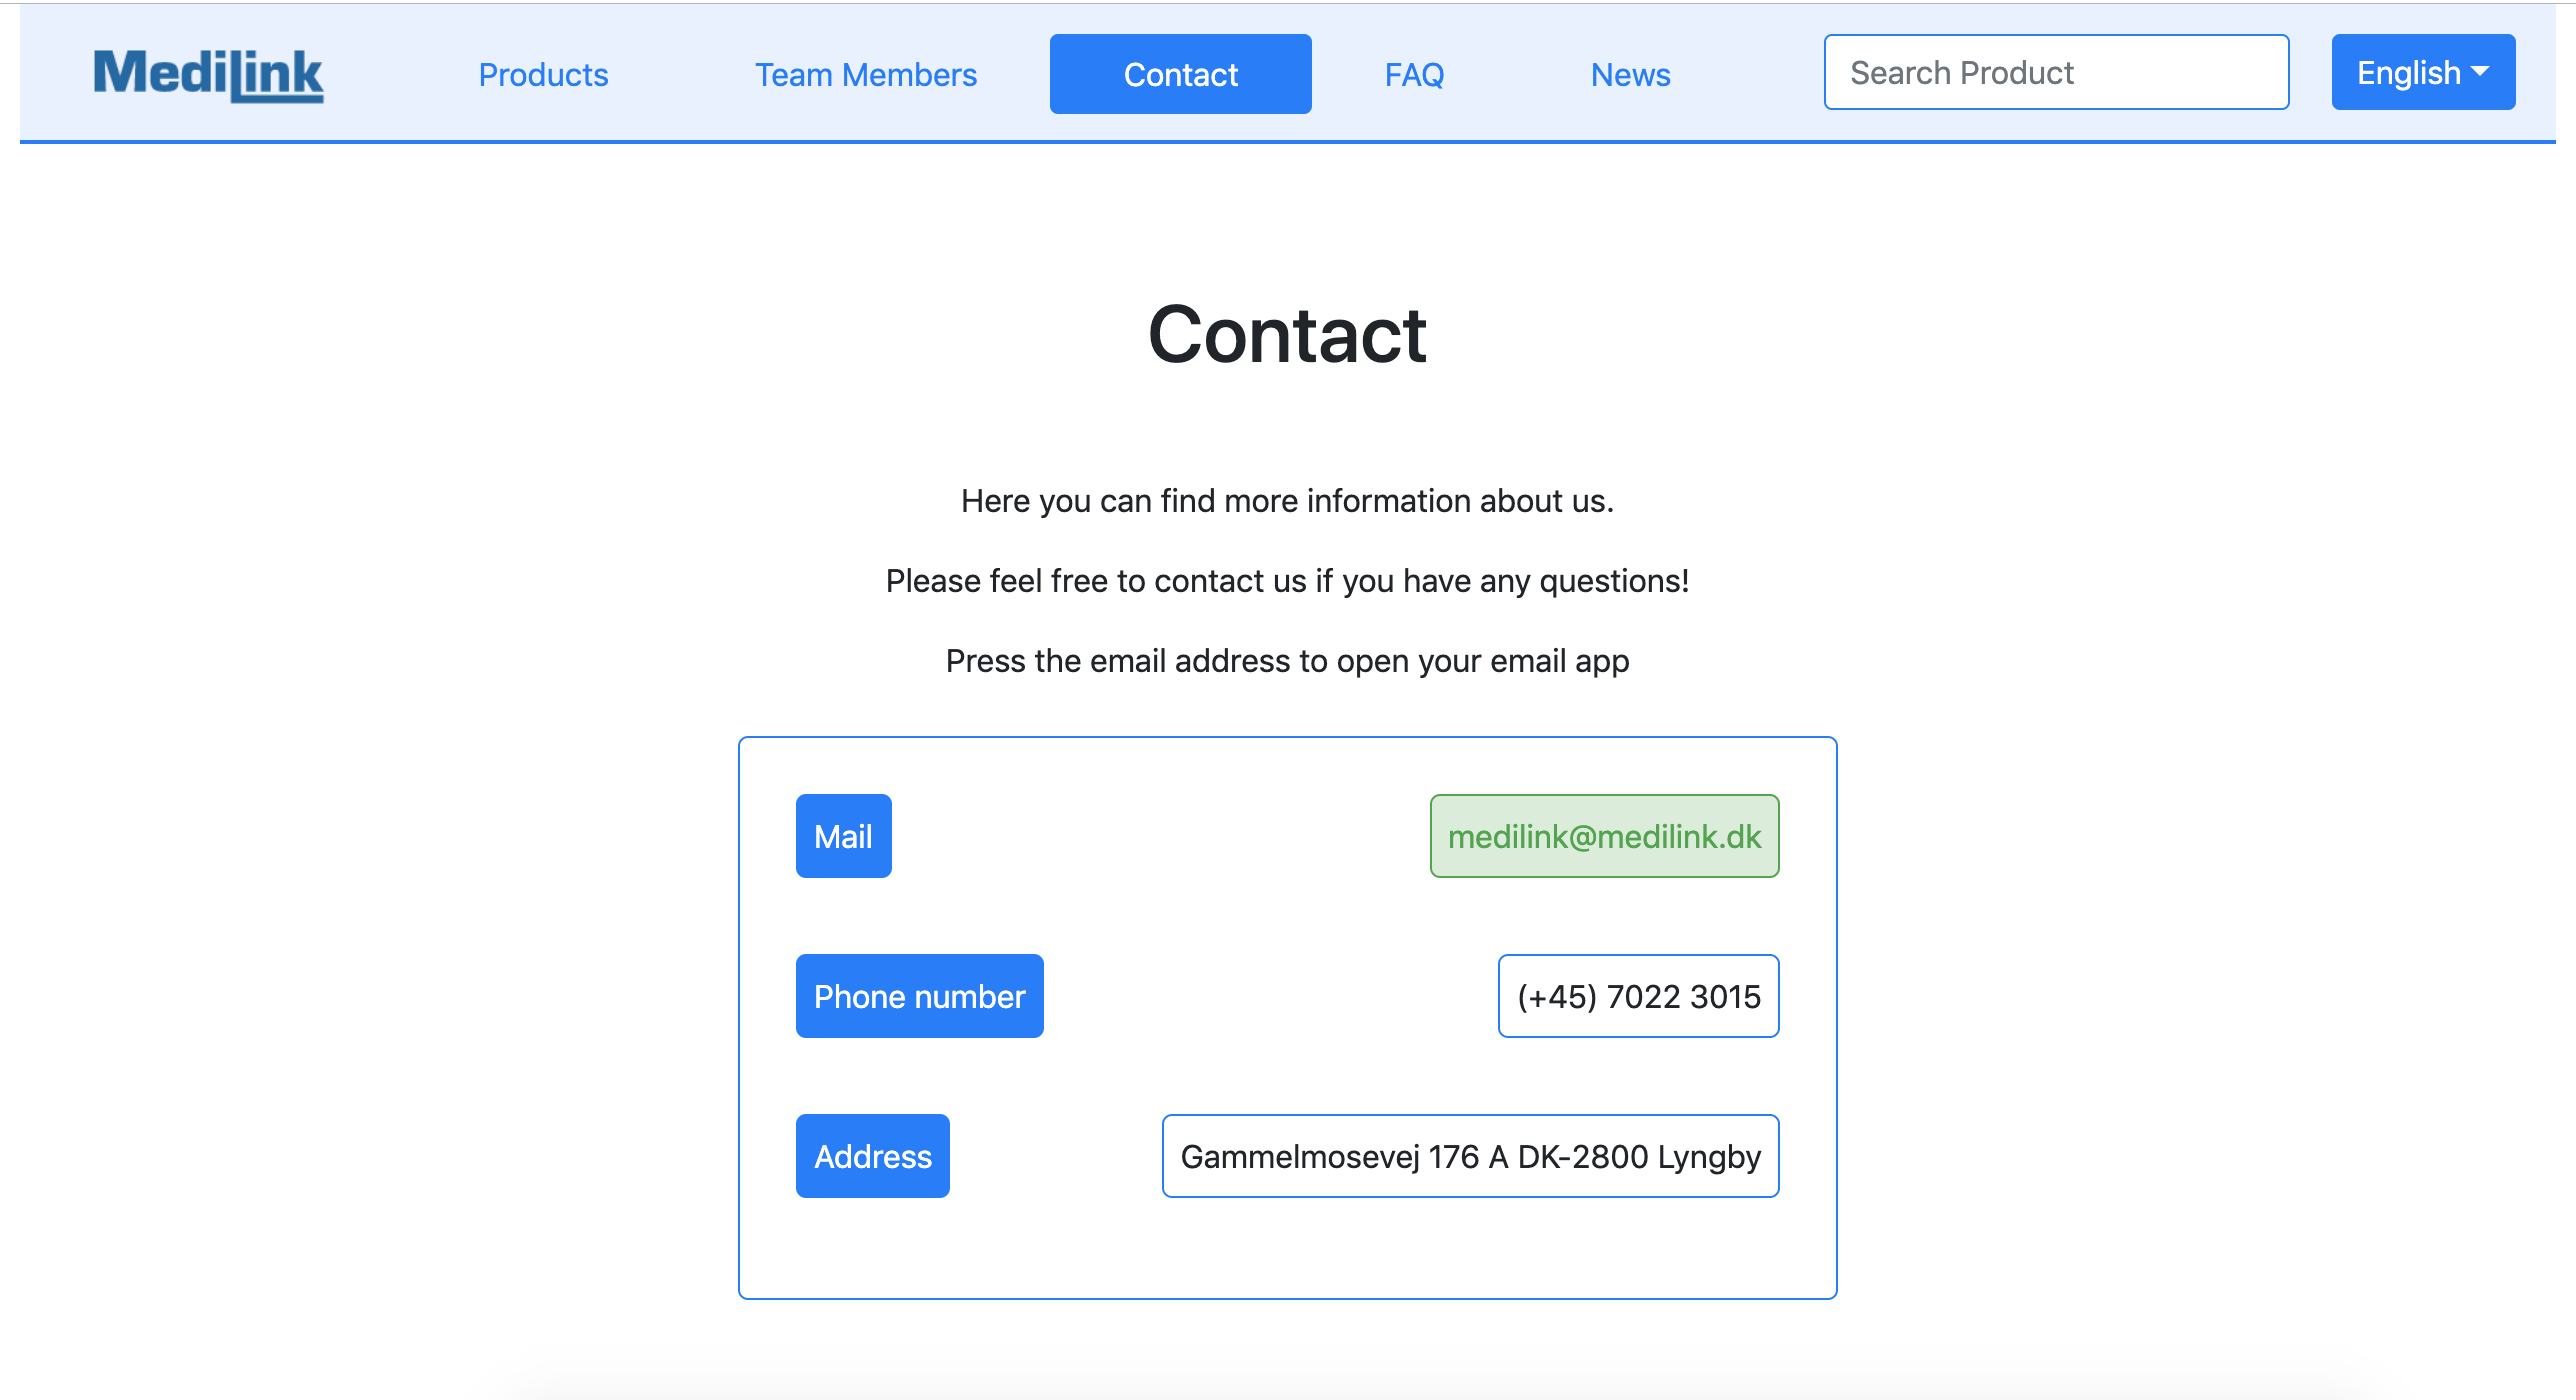 MediLink
Products
Team Members
Contact
FAQ
News
Search Product
English
Contact
Here you can find more information about us.
Please feel free to contact us if you have any questions!
Press the email address to open your email app
Mail
medilink@medilink.dk
Phone number
(+45) 7022 3015
Address
Gammelmosevej 176 A DK-2800 Lyngby